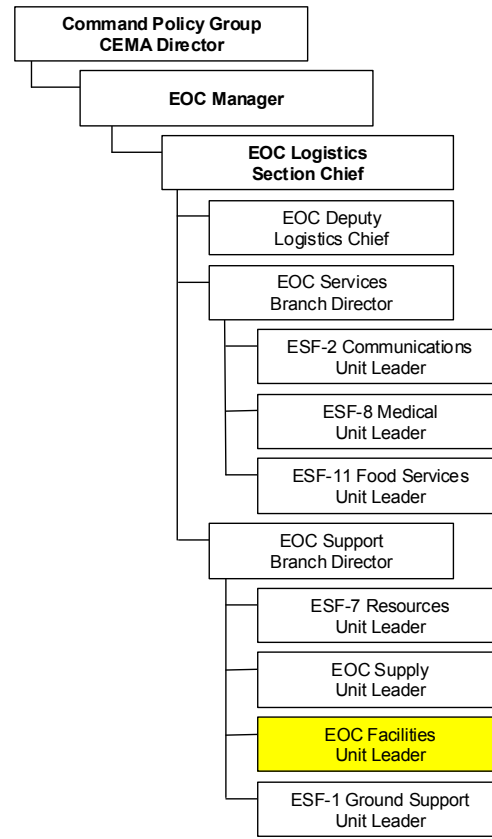 Command Policy Group
CEMA Director
EOC Manager
EOC Logistics
Section Chief
EOC Deputy
Logistics Chief
EOC Services
Branch Director
ESF-2 Communications
Unit Leader
ESF-8 Medical
Unit Leader
ESF-11 Food Services
Unit Leader
EOC Support
Branch Director
ESF-7 Resources
Unit Leader
EOC Supply
Unit Leader
EOC Facilities
Unit Leader
ESF-1 Ground Support
Unit Leader